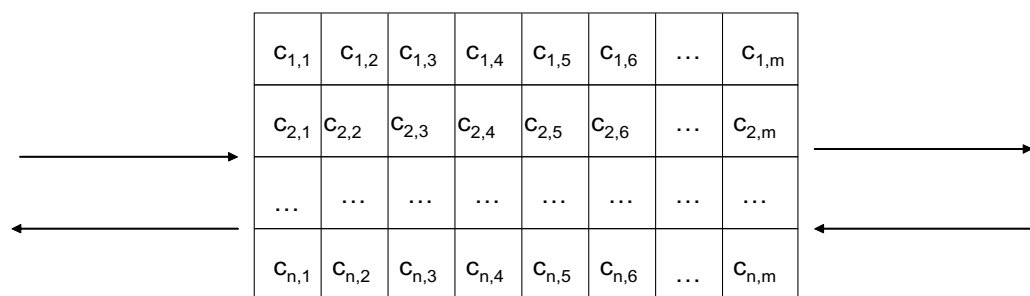 c1,1 c1,2 c1,3 c1,4 c1,5 c1,6 ... c1,m
c2,1 c2,2 c2,3 c2,4 c2,5 c2,6 ... c2,m
... ... ... ... ... ... ... ...
cn,1 cn,2 cn,3 cn,4 cn,5 cn,6 ... cn,m